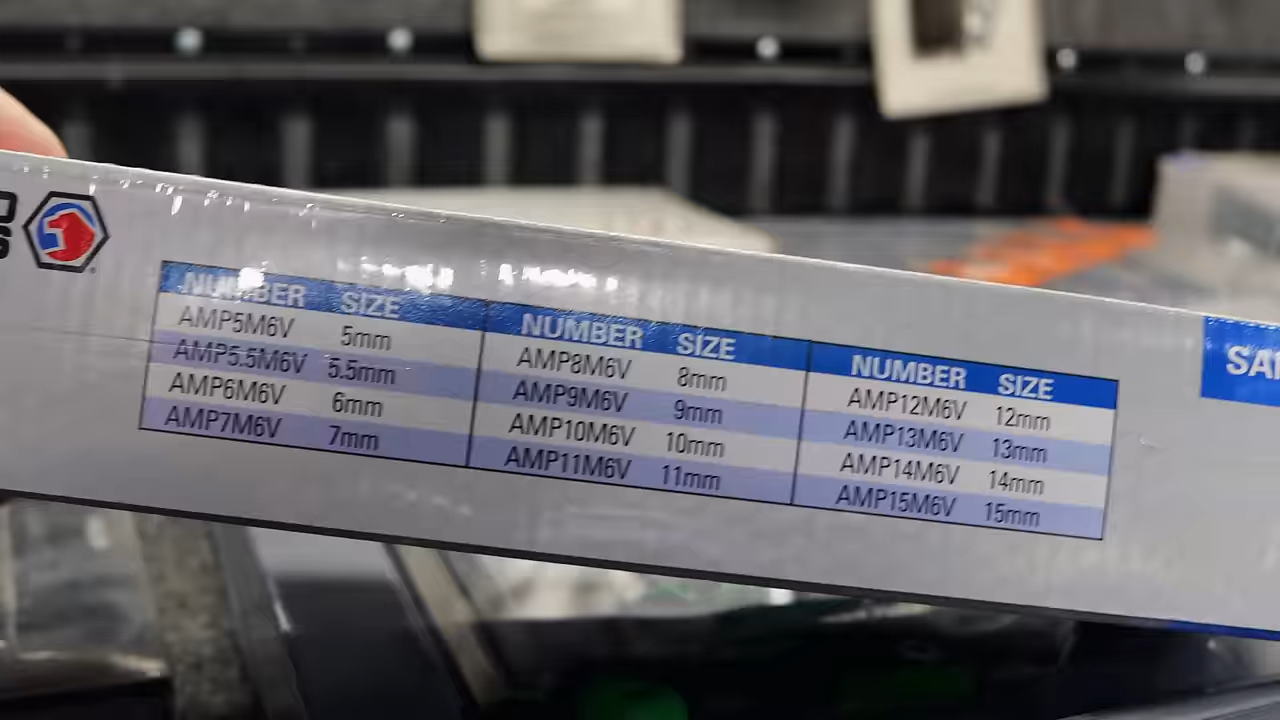 NUMBER SIZE
AMP5M6V 5mm
AMP5.5M6V 5.5mm
AMP6M6V 6mm
AMP7M6V 7mm
NUMBER SIZE
AMP8M6V 8mm
AMP9M6V 9mm
AMP10M6V 10mm
AMP11M6V 11mm
NUMBER SIZE
AMP12M6V 12mm
AMP13M6V 13mm
AMP14M6V 14mm
AMP15M6V 15mm